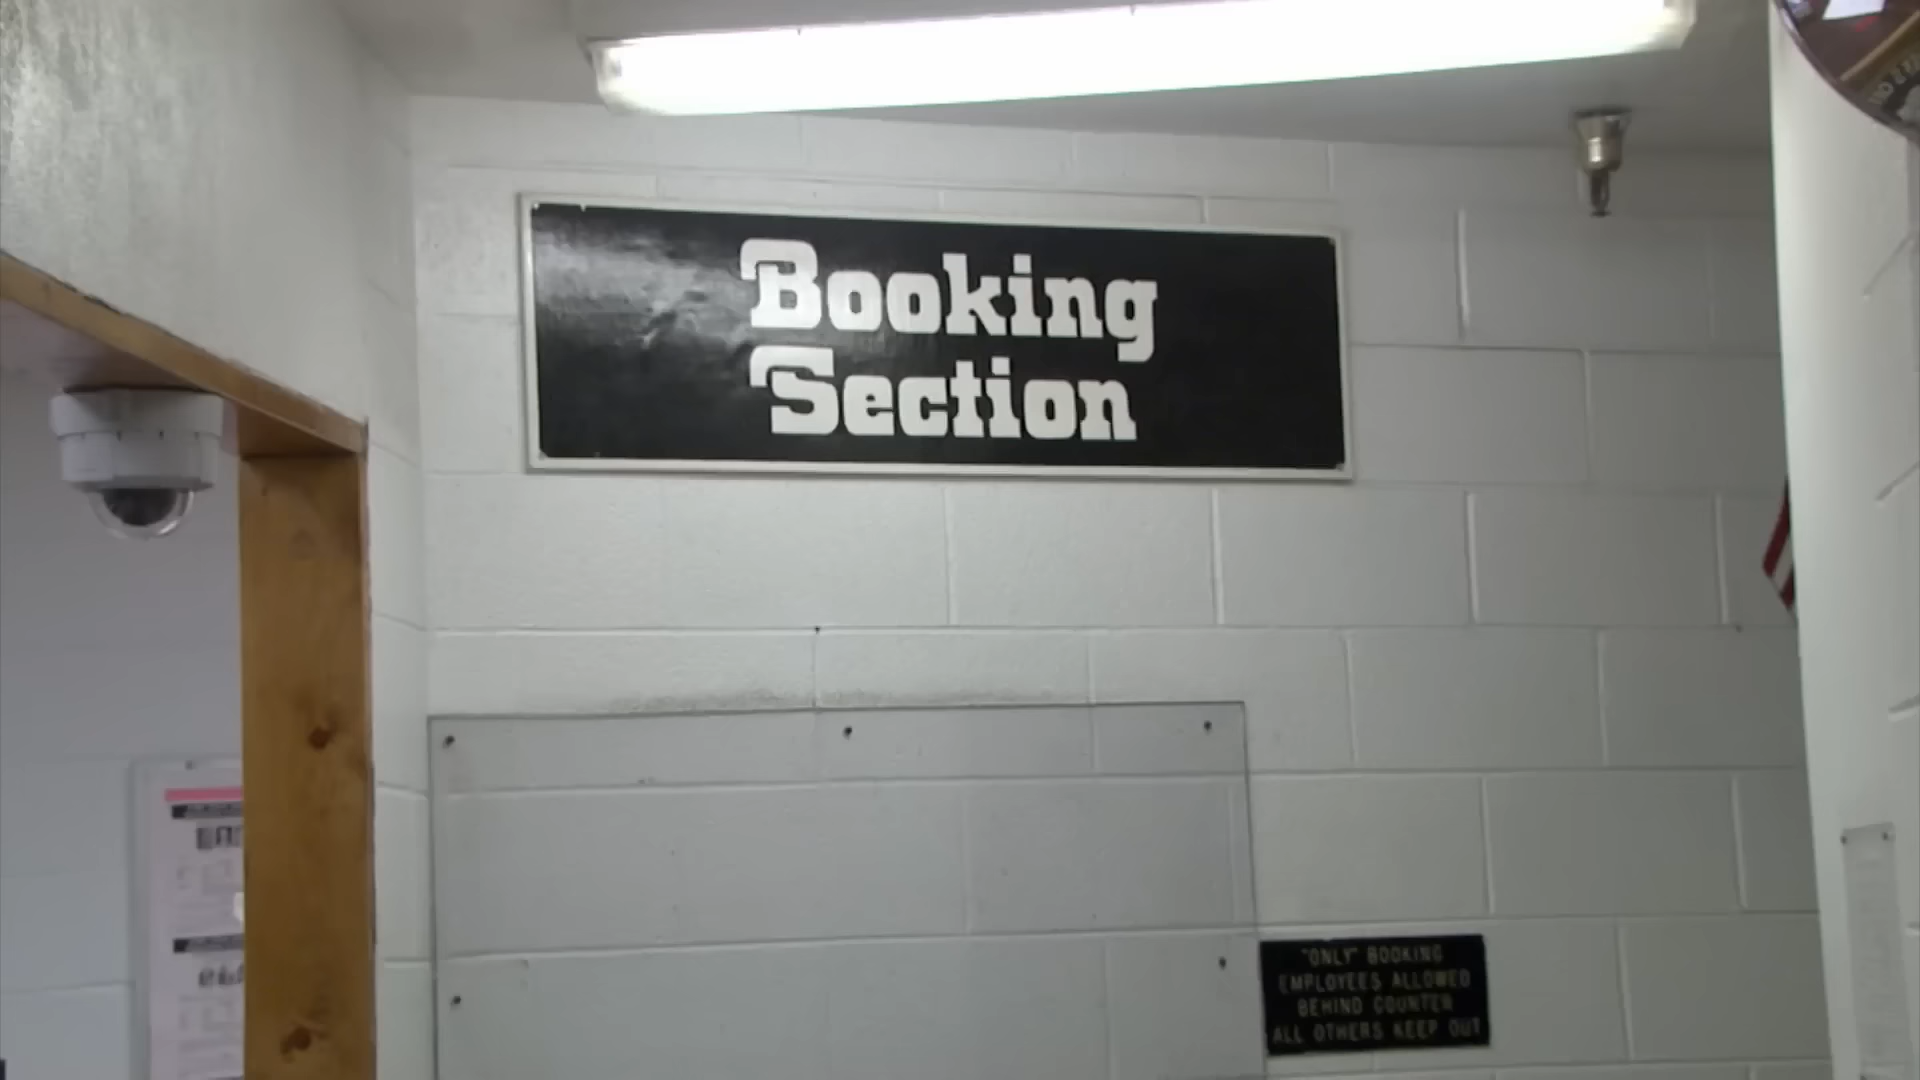 Booking
Section
"ONLY" BOOKING
EMPLOYEES ALLOWED
BEHIND COUNTER
ALL OTHERS KEEP OUT